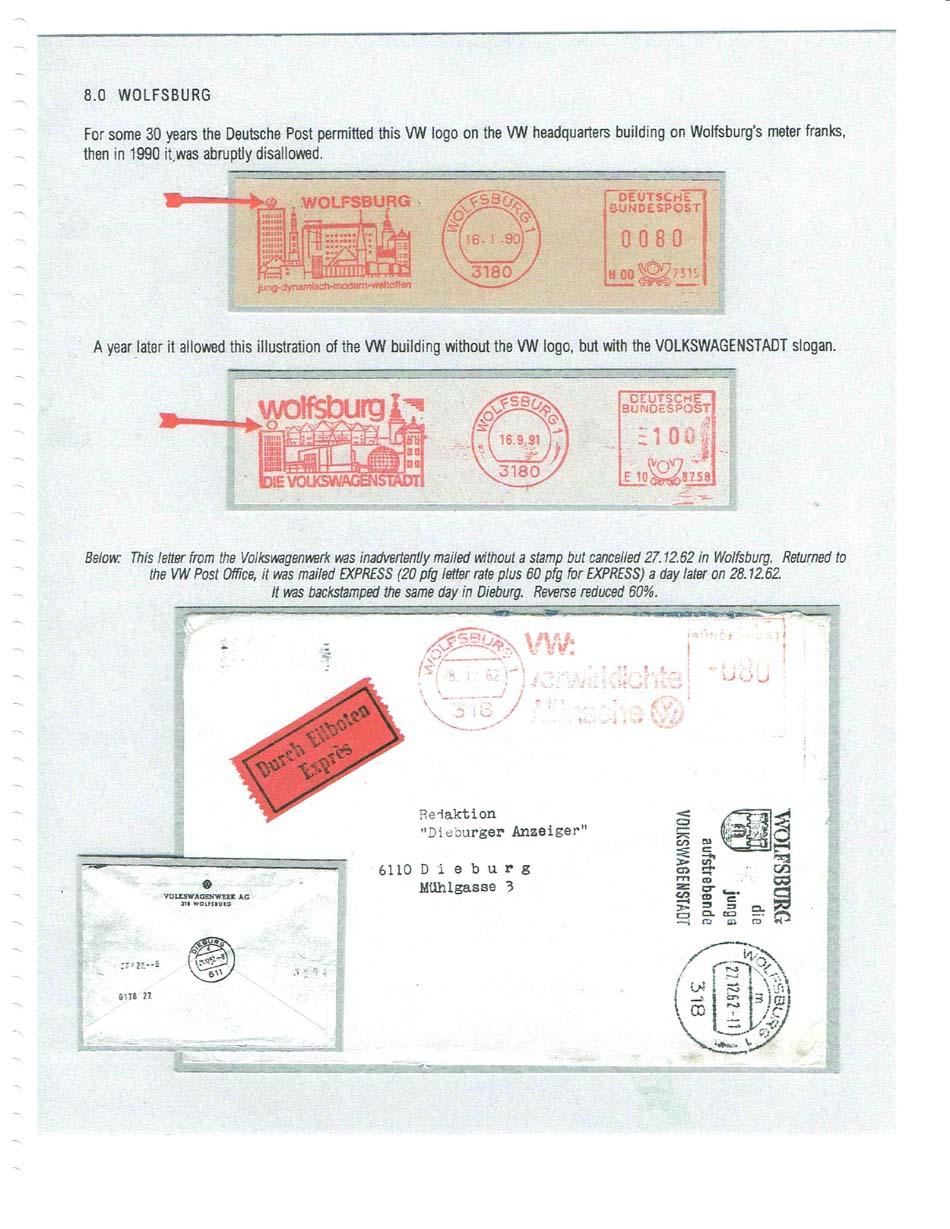 8.0 WOLFSBURG
For some 30 years the Deutsche Post permitted this VW logo on the VW headquarters building on Wolfsburg's meter franks,
then in 1990 it was abruptly disallowed.
WOLFSBURG
jung-dynamisch-modern-weltoffen
WOLFSBURG 1
16.1.90
3180
DEUTSCHE
BUNDESPOST
0080
H 00 7315
A year later it allowed this illustration of the VW building without the VW logo, but with the VOLKSWAGENSTADT slogan.
wolfsburg
DIE VOLKSWAGENSTADT
WOLFSBURG 1
16.9.91
3180
DEUTSCHE
BUNDESPOST
100
E 10 8758
Below: This letter from the Volkswagenwerk was inadvertently mailed without a stamp but cancelled 27.12.62 in Wolfsburg. Returned to
the VW Post Office, it was mailed EXPRESS (20 pfg letter rate plus 60 pfg for EXPRESS) a day later on 28.12.62.
It was backstamped the same day in Dieburg. Reverse reduced 60%.
WOLFSBURG 1
8.12.62
318
VW:
verwirklichte
Wünsche
BUNDESPOST
080
Durch Eilboten
Exprès
Redaktion
"Dieburger Anzeiger"
6110 Dieburg
Mühlgasse 3
WOLFSBURG
die
junge
aufstrebende
VOLKSWAGENSTADT
WOLFSBURG 1
m
27.12.62-11
318
VOLKSWAGENWERK AG
318 WOLFSBURG
DIEBURG
611